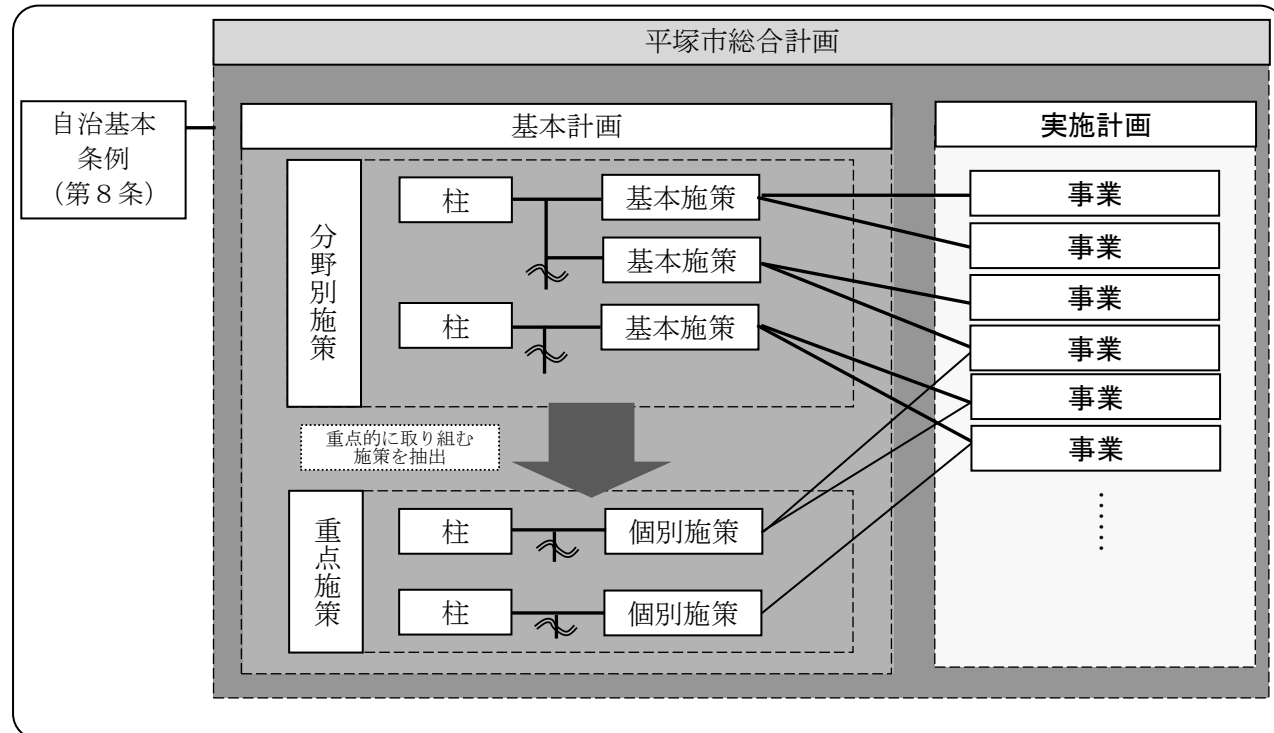 平塚市総合計画
自治基本
条例
（第８条）
基本計画
実施計画
分野別施策
柱
基本施策
基本施策
柱
基本施策
事業
事業
事業
事業
事業
事業
……
重点的に取り組む
施策を抽出
重点施策
柱
個別施策
柱
個別施策